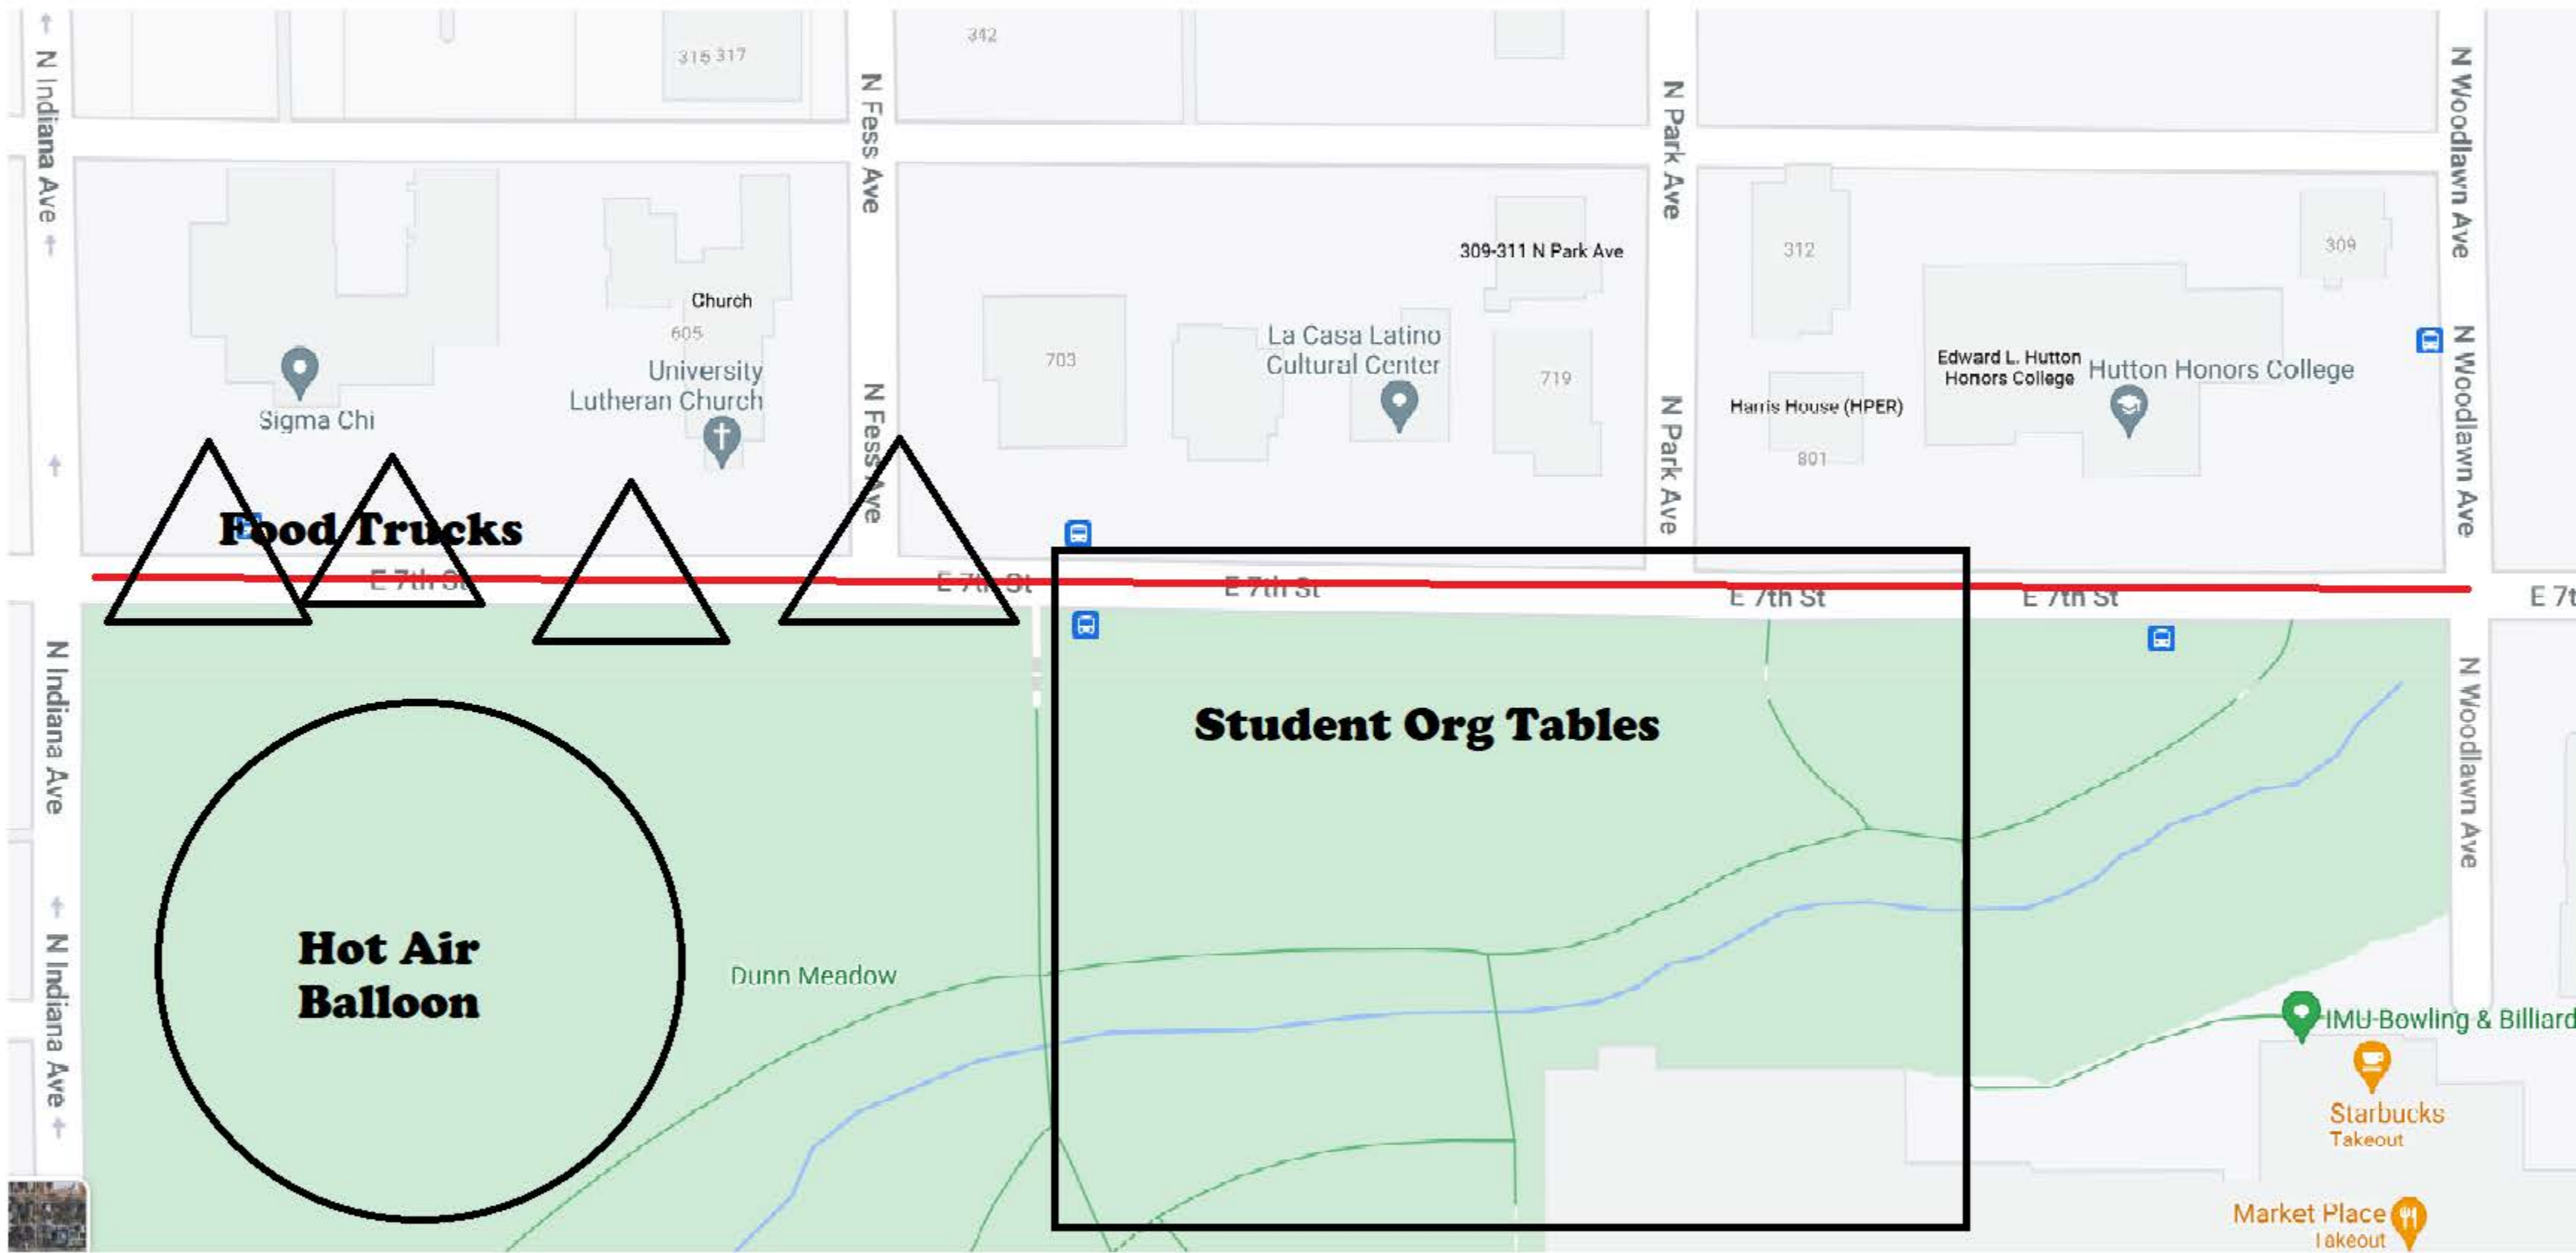 N Indiana Ave
315 317
N Fess Ave
342
N Park Ave
N Woodlawn Ave
309-311 N Park Ave
312
309
Church
605
University
Lutheran Church
Sigma Chi
703
La Casa Latino
Cultural Center
719
Edward L. Hutton
Honors College
Hutton Honors College
Harris House (HPER)
801
N Fess Ave
N Park Ave
N Woodlawn Ave
Food Trucks
E 7th St
E 7th St
E 7th St
E 7th St
E 7th St
E 7t
N Indiana Ave
Student Org Tables
N Woodlawn Ave
Hot Air
Balloon
Dunn Meadow
N Indiana Ave
IMU-Bowling & Billiard
Starbucks
Takeout
Market Place
Takeout